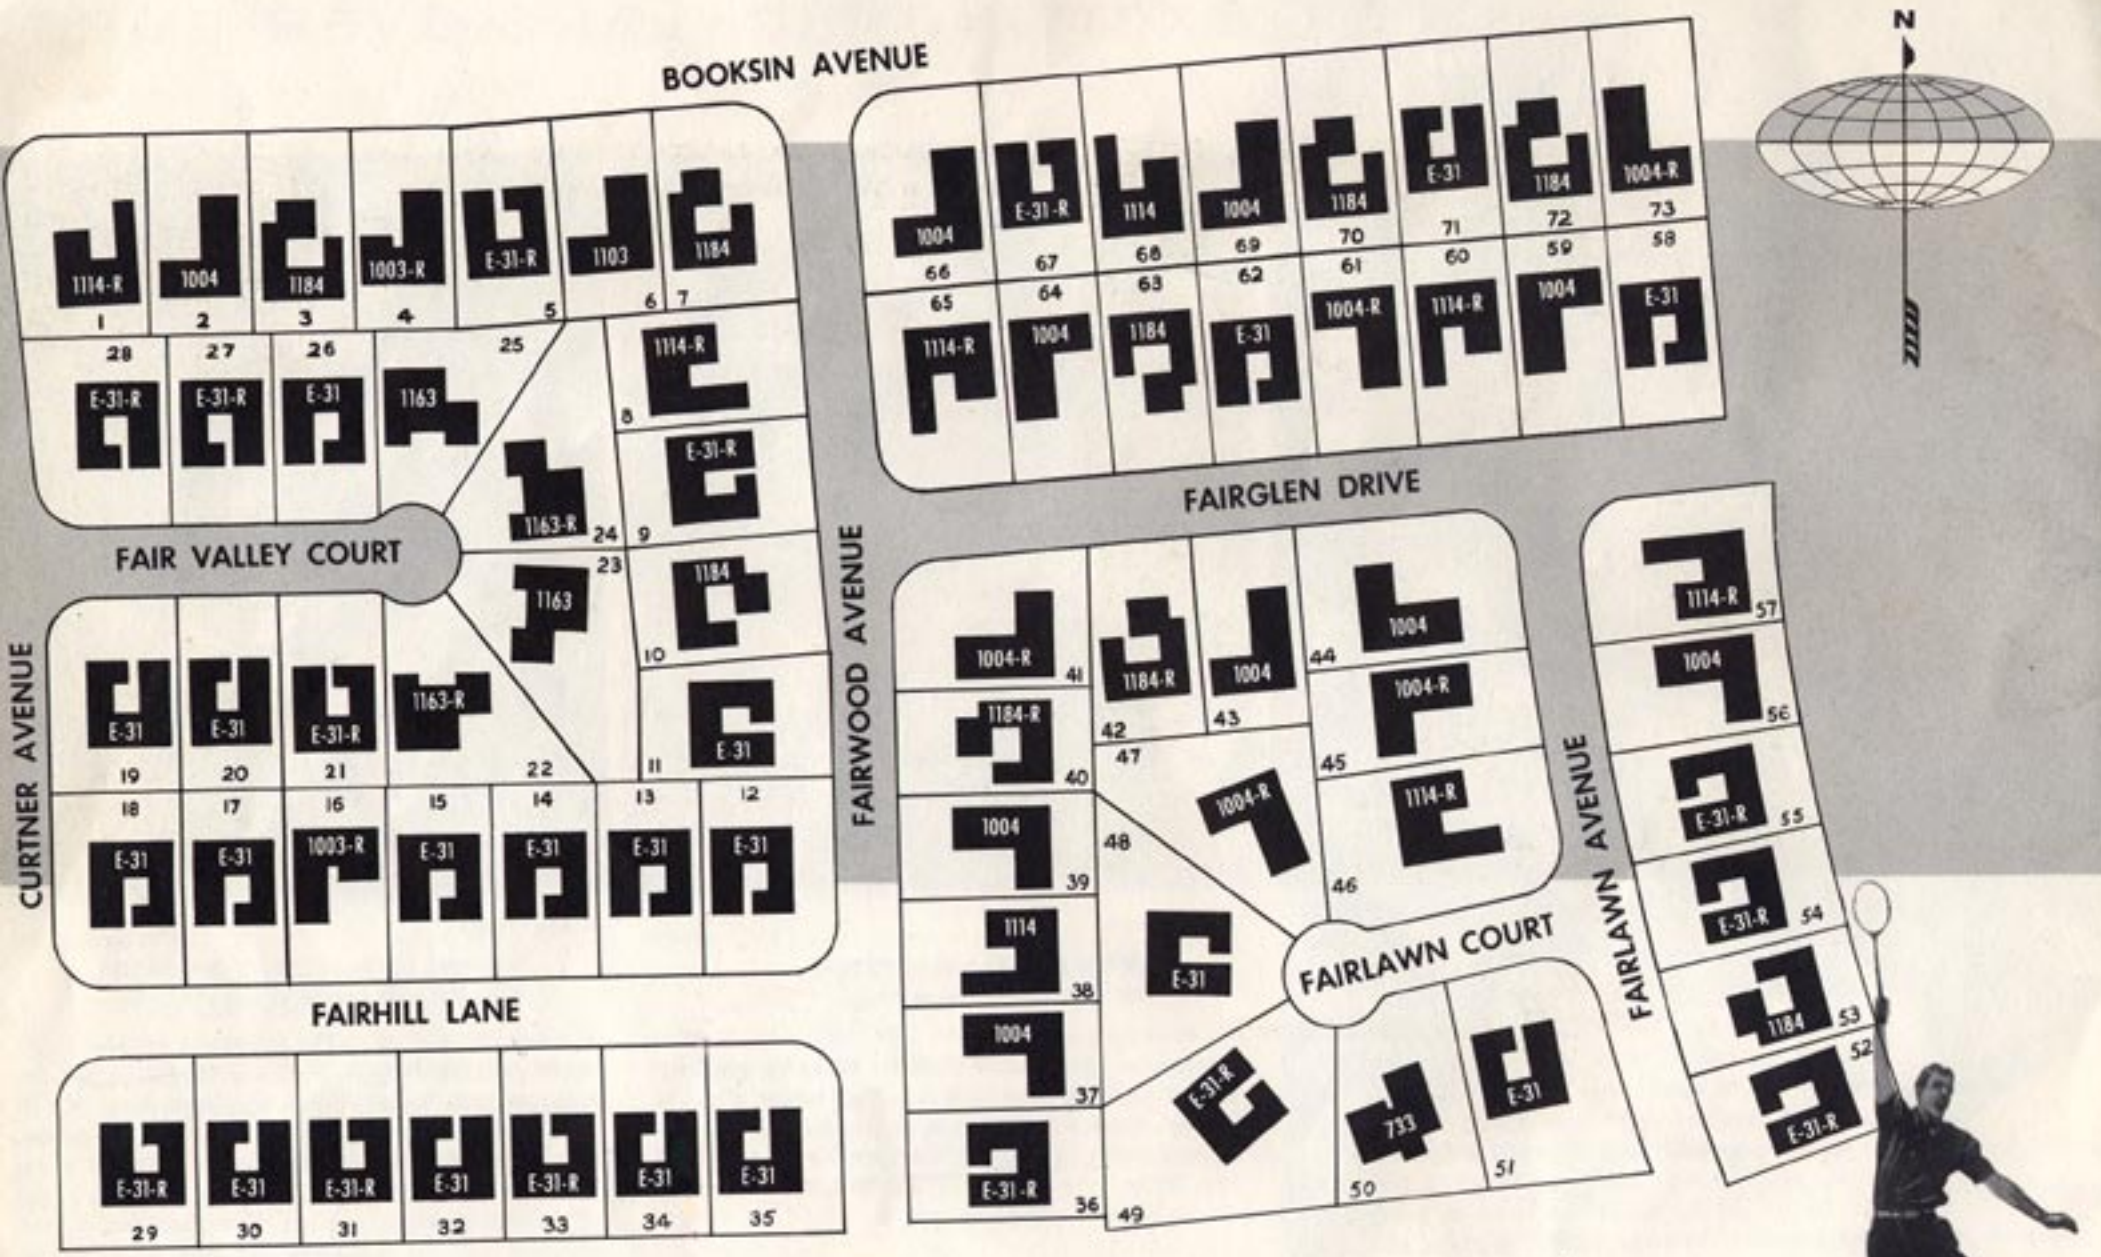 N
BOOKSIN AVENUE
1114-R
1
1004
2
1184
3
1003-R
4
E-31-R
5
1103
6
1184
7
1004
66
E-31-R
67
1114
68
1004
69
1184
70
E-31
71
1184
72
1004-R
73
28
E-31-R
27
E-31-R
26
E-31
25
1163
1114-R
8
E-31-R
9
1163-R
24
65
1114-R
64
1004
63
1184
62
E-31
61
1004-R
60
1114-R
59
1004
58
E-31
FAIR VALLEY COURT
FAIRGLEN DRIVE
CURTNER AVENUE
FAIRWOOD AVENUE
FAIRLAWN AVENUE
23
1163
1184
10
E-31
11
E-31
19
E-31
20
E-31-R
21
1163-R
22
18
E-31
17
E-31
16
1003-R
15
E-31
14
E-31
13
E-31
12
E-31
1004-R
41
1184-R
42
1004
43
1004
44
1114-R
57
1184-R
40
1004-R
45
1004
56
47
1004-R
1114-R
46
E-31-R
55
1004
39
48
E-31
E-31-R
54
1114
38
FAIRLAWN COURT
1184
53
1004
37
E-31-R
49
733
50
E-31
51
52
E-31-R
E-31-R
36
FAIRHILL LANE
E-31-R
29
E-31
30
E-31-R
31
E-31
32
E-31-R
33
E-31
34
E-31
35